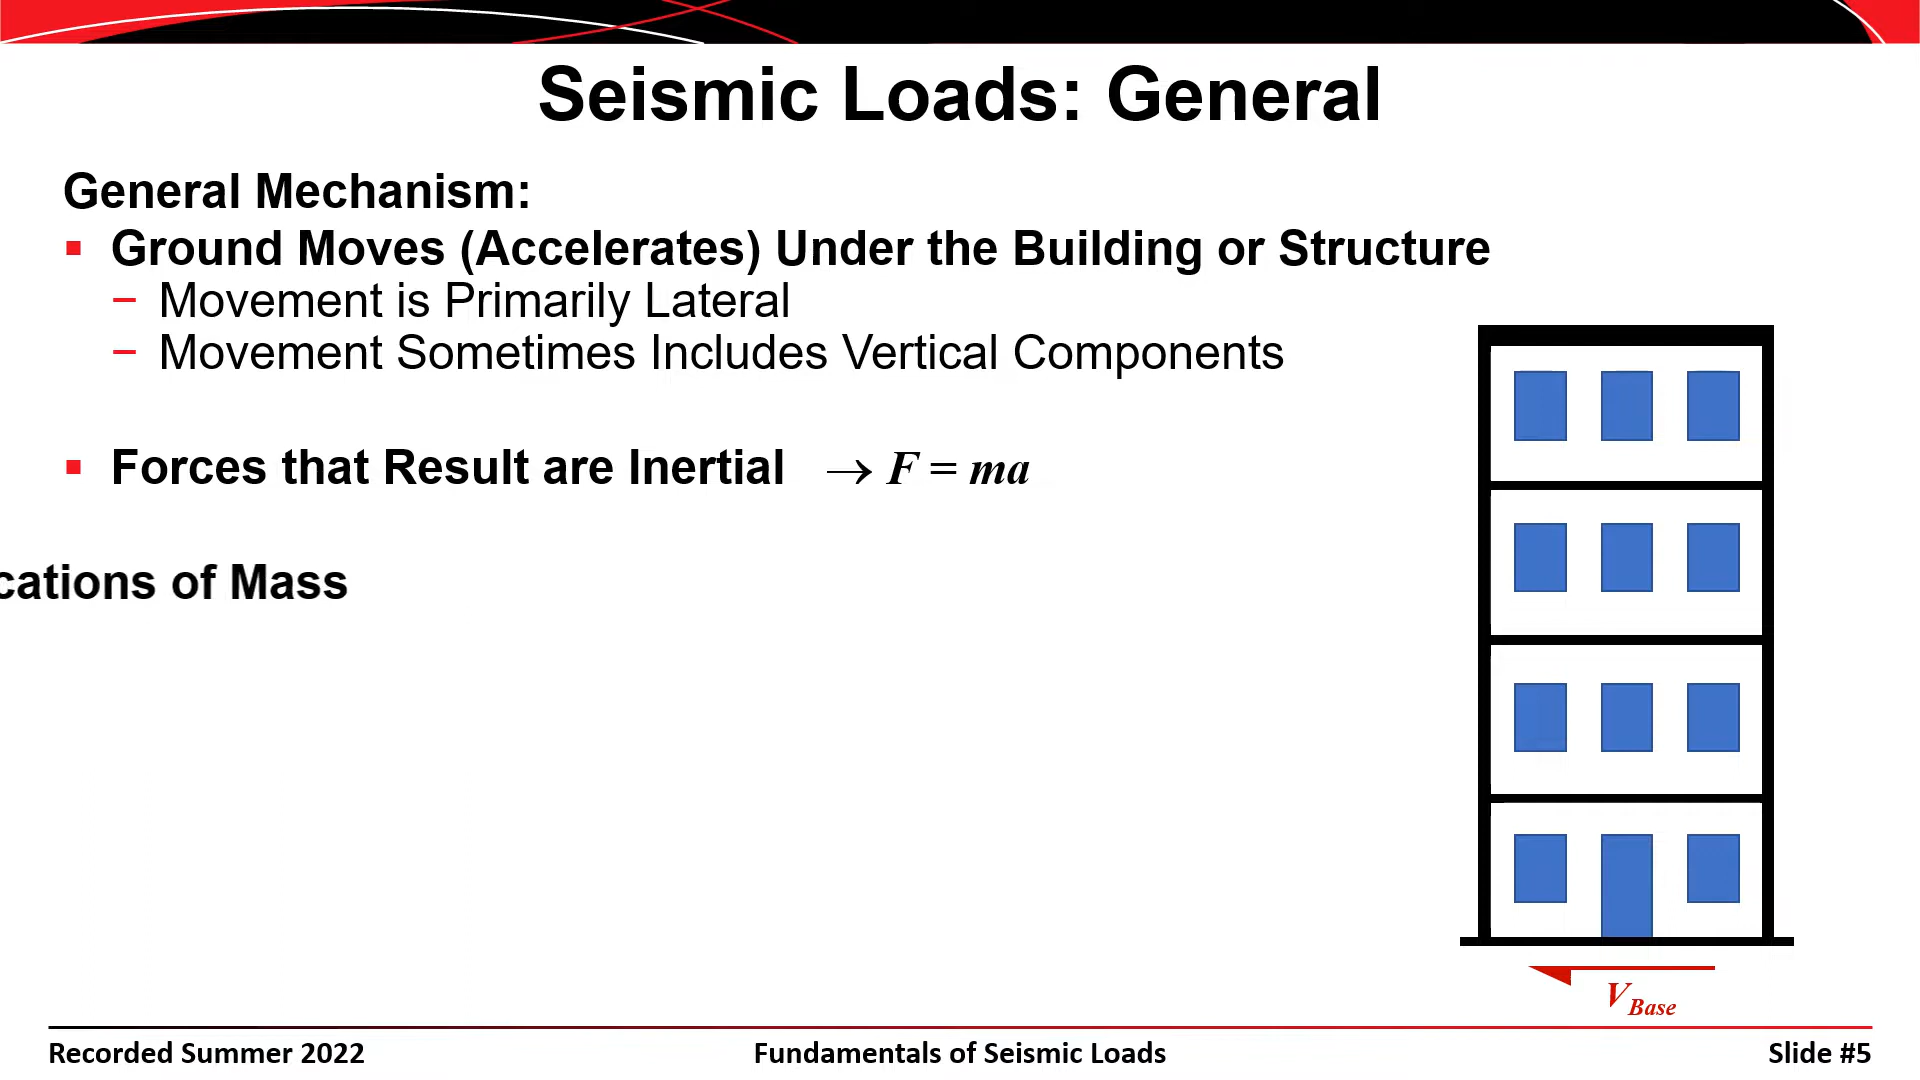 Seismic Loads: General
General Mechanism:
▪ Ground Moves (Accelerates) Under the Building or Structure
– Movement is Primarily Lateral
– Movement Sometimes Includes Vertical Components
▪ Forces that Result are Inertial → F = ma
cations of Mass
V Base
Recorded Summer 2022
Fundamentals of Seismic Loads
Slide #5